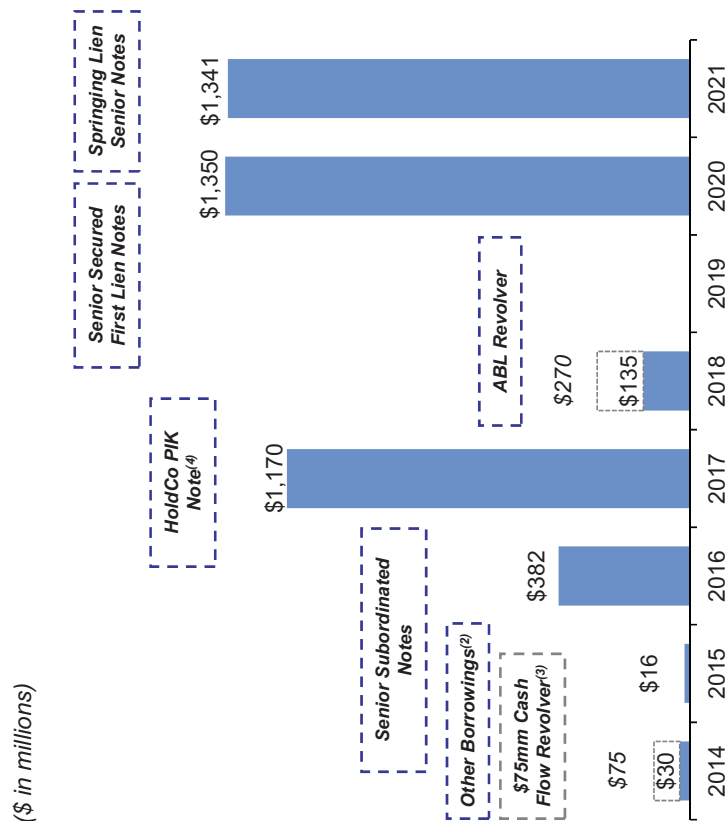 ($ in millions)
Springing Lien
Senior Notes
Senior Secured
First Lien Notes
HoldCo PIK
Note(4)
Senior Subordinated
Notes
Other Borrowings(2)
$75mm Cash
Flow Revolver(3)
ABL Revolver
$75
$30
$16
$382
$1,170
$270
$135
$1,350
$1,341
2014
2015
2016
2017
2018
2019
2020
2021